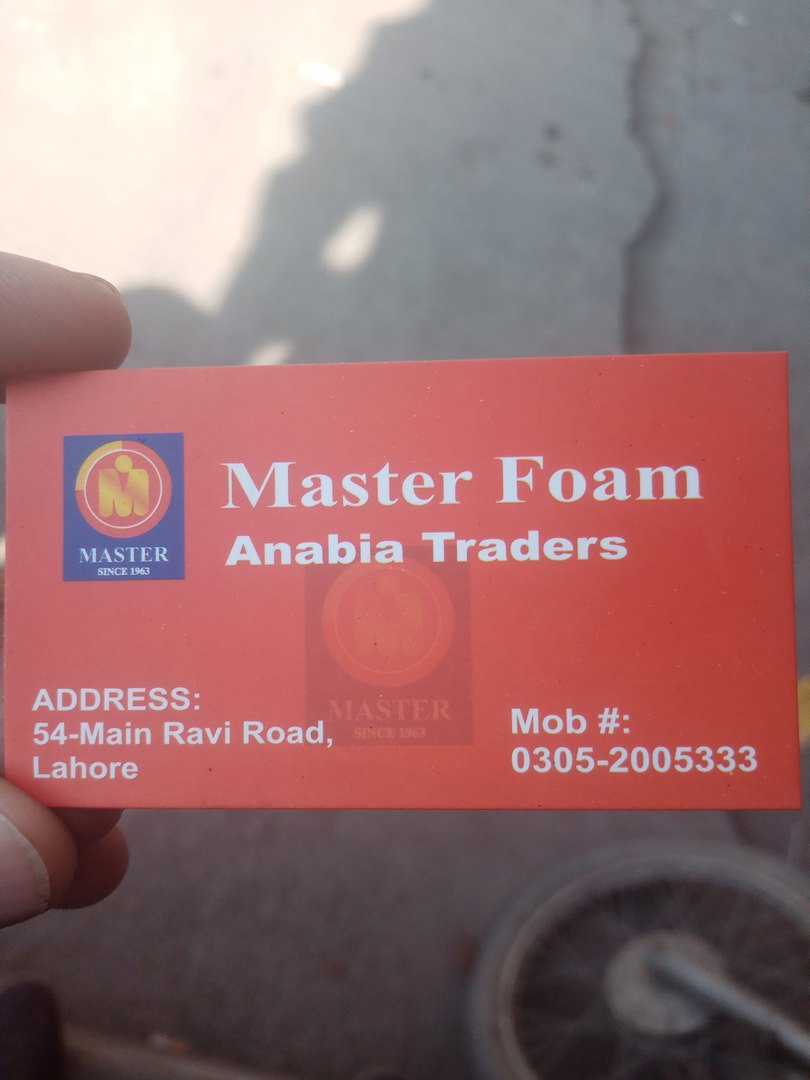 MASTER
SINCE 1963
Master Foam
Anabia Traders
MASTER
SINCE 1963
ADDRESS:
54-Main Ravi Road,
Lahore
Mob #:
0305-2005333